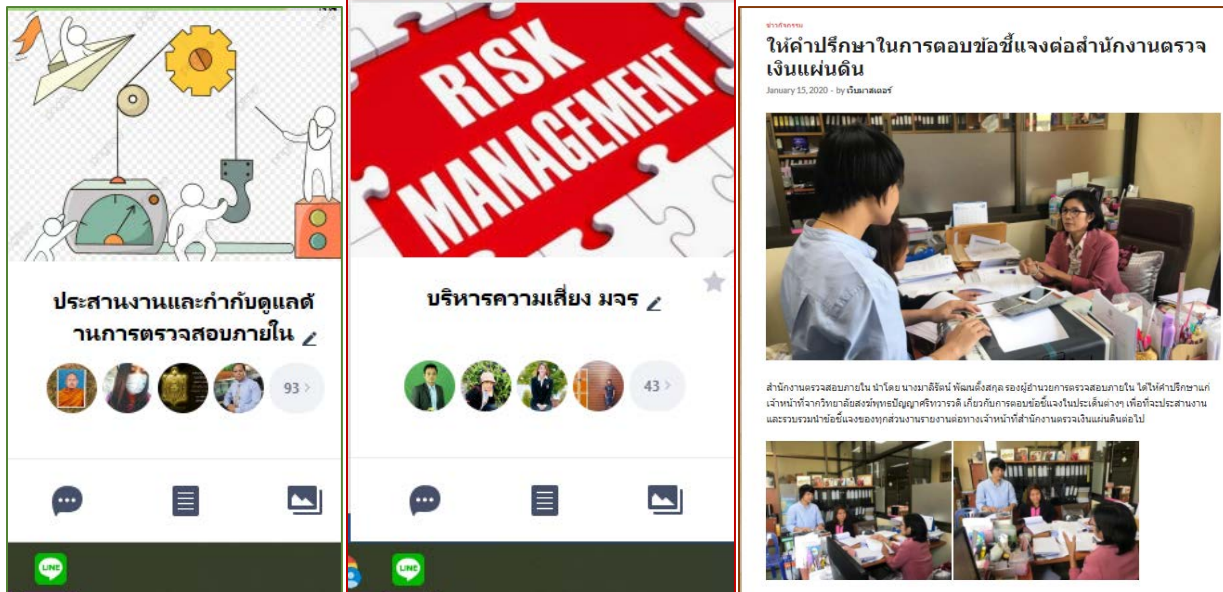 ประสานงานและกำกับดูแลด้
านการตรวจสอบภายใน
93 >
LINE
RISK
MANAGEMENT
บริหารความเสี่ยง มจร
43 >
LINE
ข่าวกิจกรรม
ให้คำปรึกษาในการตอบข้อชี้แจงต่อสำนักงานตรวจ
เงินแผ่นดิน
January 15, 2020 - by เว็บมาสเตอร์
สำนักงานตรวจสอบภายใน นำโดย นางมาลิรัตน์ พัฒนตั้งสกุล รองผู้อำนวยการตรวจสอบภายใน ได้ให้คำปรึกษาแก่
เจ้าหน้าที่จากวิทยาลัยสงฆ์พุทธปัญญาศรีทวารวดี เกี่ยวกับการตอบข้อชี้แจงในประเด็นต่างๆ เพื่อที่จะประสานงาน
และรวบรวมนำข้อชี้แจงของทุกส่วนงานรายงานต่อทางเจ้าหน้าที่สำนักงานตรวจเงินแผ่นดินต่อไป